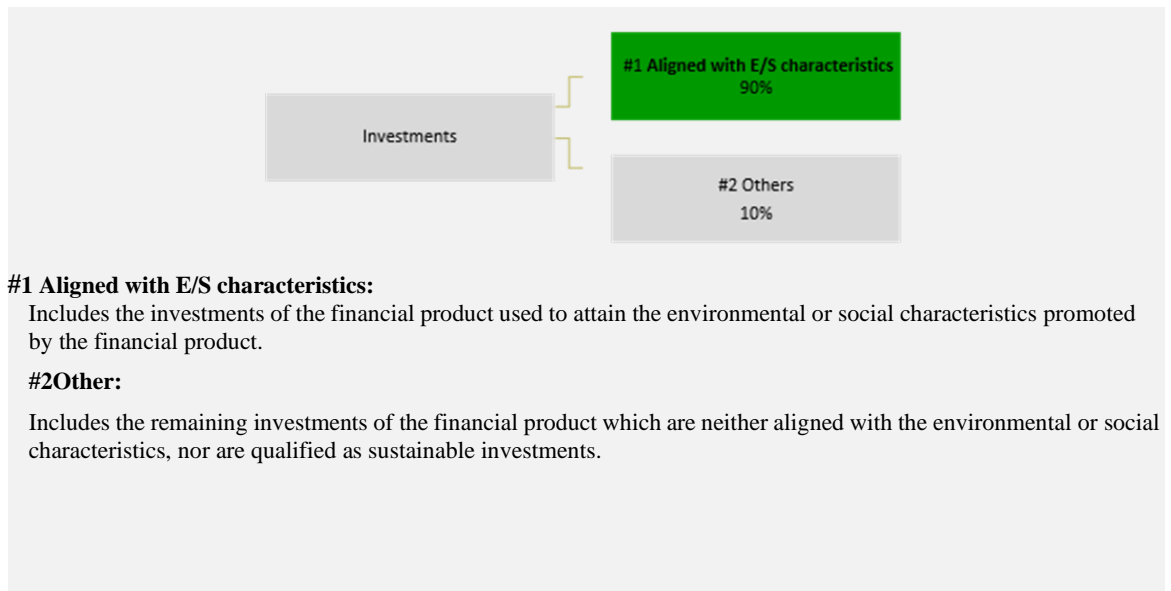 #1 Aligned with E/S characteristics
90%
Investments
#2 Others
10%
#1 Aligned with E/S characteristics:
Includes the investments of the financial product used to attain the environmental or social characteristics promoted
by the financial product.
#2Other:
Includes the remaining investments of the financial product which are neither aligned with the environmental or social
characteristics, nor are qualified as sustainable investments.